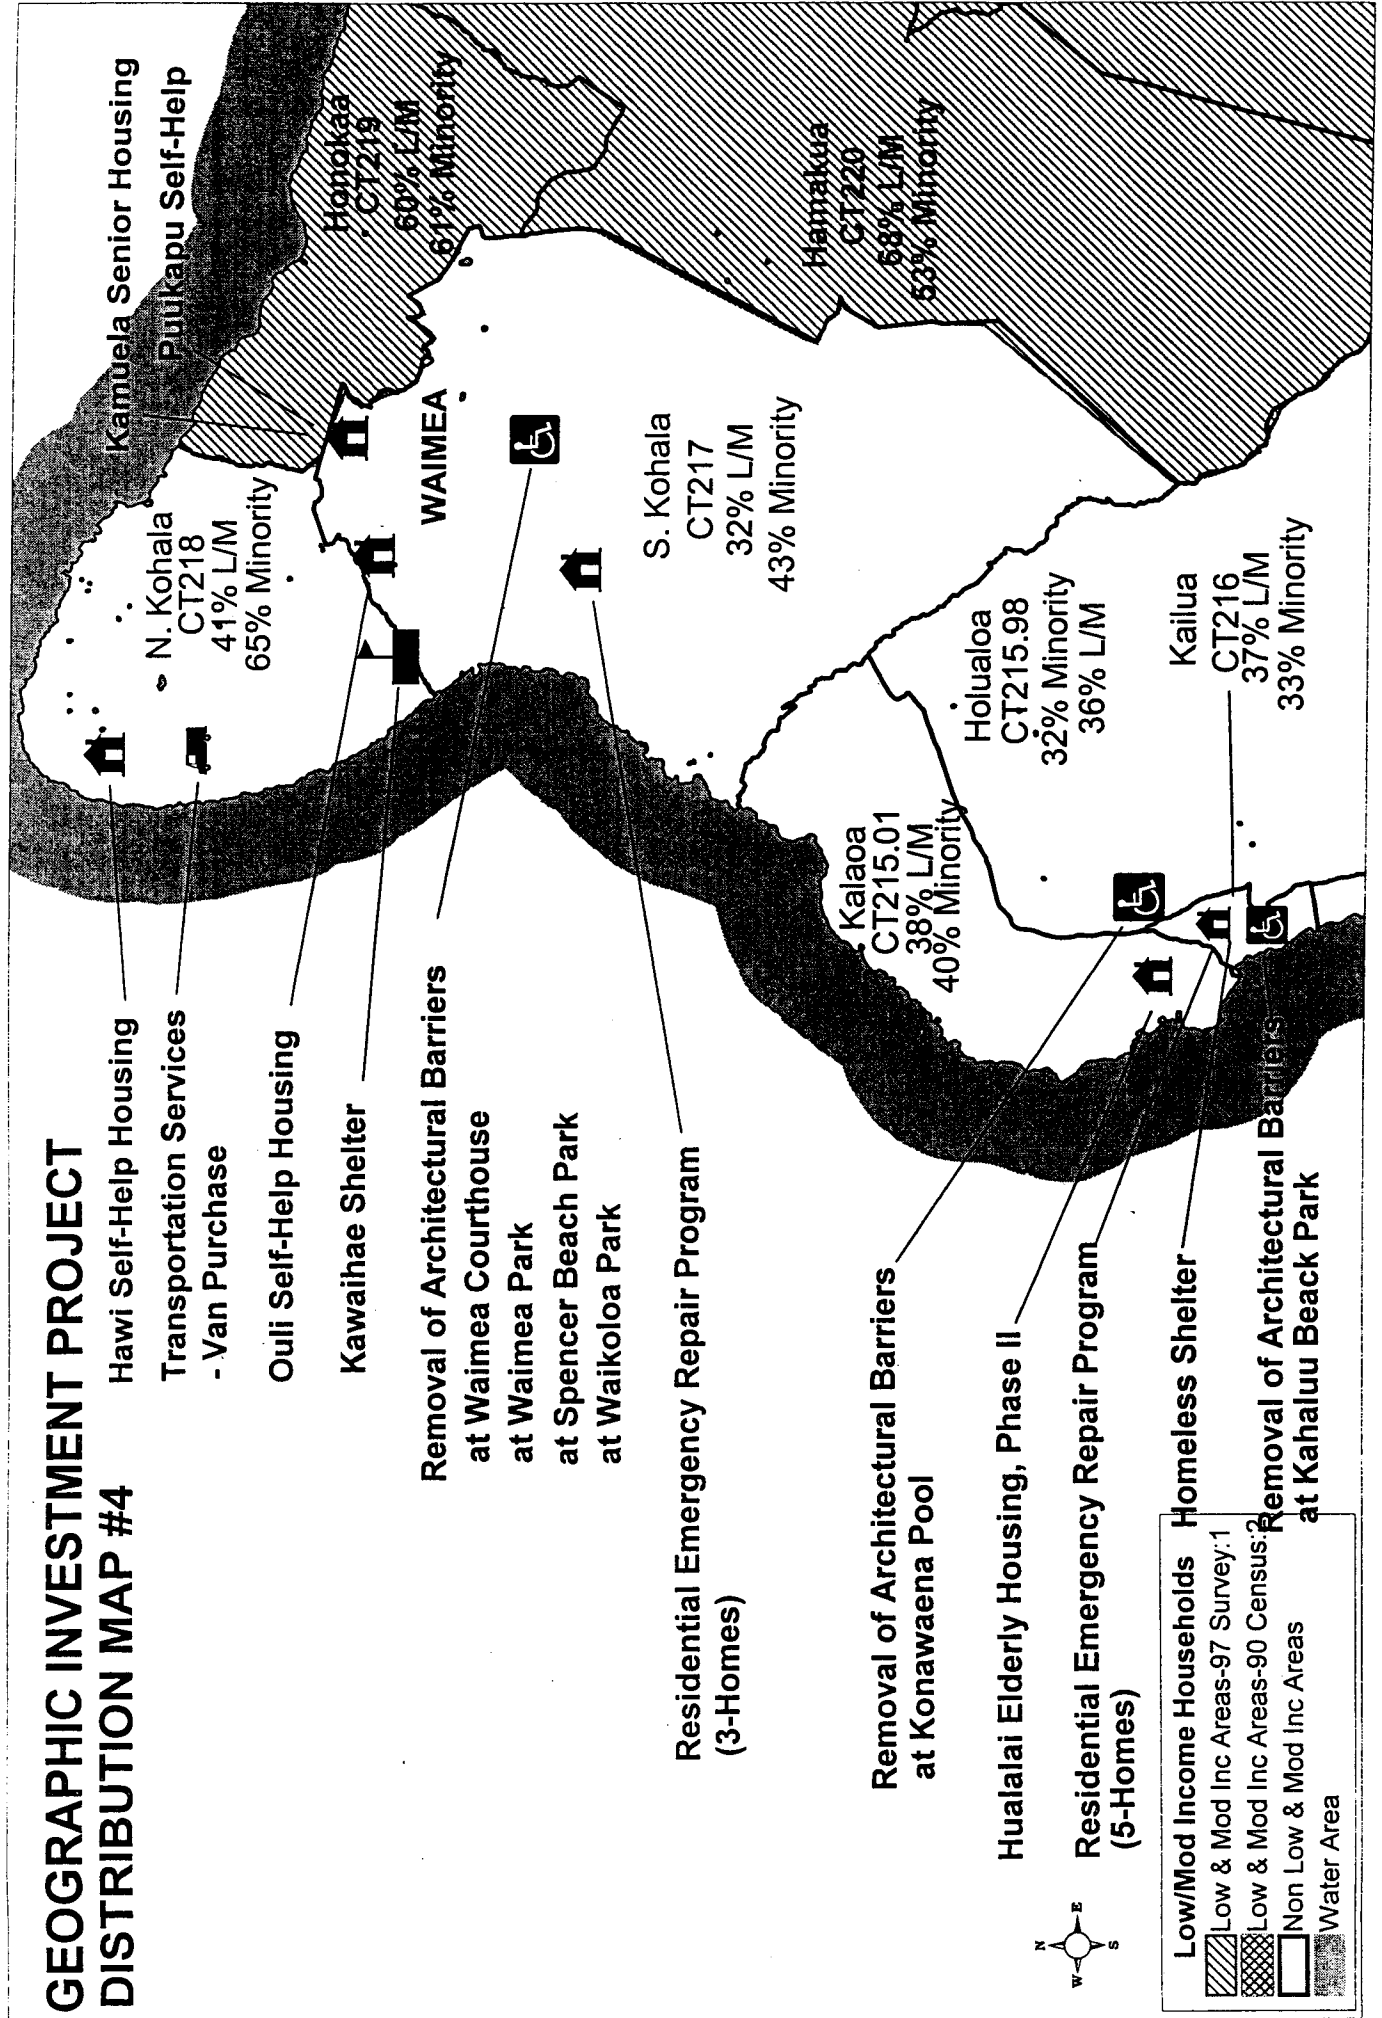 GEOGRAPHIC INVESTMENT PROJECT
DISTRIBUTION MAP #4
Hawi Self-Help Housing
Transportation Services
- Van Purchase
Ouli Self-Help Housing
Kawaihae Shelter
Removal of Architectural Barriers
at Waimea Courthouse
at Waimea Park
at Spencer Beach Park
at Waikoloa Park
Residential Emergency Repair Program
(3-Homes)
Removal of Architectural Barriers
at Konawaena Pool
Hualalai Elderly Housing, Phase II
Residential Emergency Repair Program
(5-Homes)
Homeless Shelter
Removal of Architectural Barriers
at Kahaluu Beack Park
Kamuela Senior Housing
Puukapu Self-Help
N. Kohala
CT218
41% L/M
65% Minority
Honokaa
CT219
60% L/M
61% Minority
WAIMEA
S. Kohala
CT217
32% L/M
43% Minority
Hamakua
CT220
68% L/M
53% Minority
Kalaoa
CT215.01
38% L/M
40% Minority
Holualoa
CT215.98
32% Minority
36% L/M
Kailua
CT216
37% L/M
33% Minority
N
W
E
S
Low/Mod Income Households
Low & Mod Inc Areas-97 Survey:1
Low & Mod Inc Areas-90 Census:2
Non Low & Mod Inc Areas
Water Area